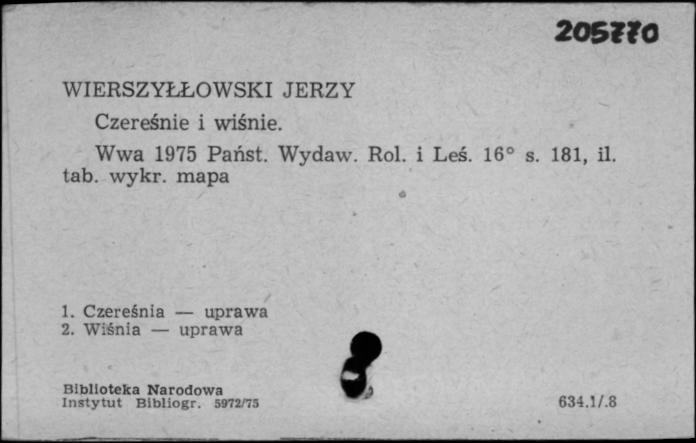 205770
WIERSZYŁŁOWSKI JERZY
Czereśnie i wiśnie.
Wwa 1975 Państ. Wydaw. Rol. i Leś. 16° s. 181, il.
tab. wykr. mapa
1. Czereśnia — uprawa
2. Wiśnia — uprawa
Biblioteka Narodowa
Instytut Bibliogr. 5972/75
634.1/.8